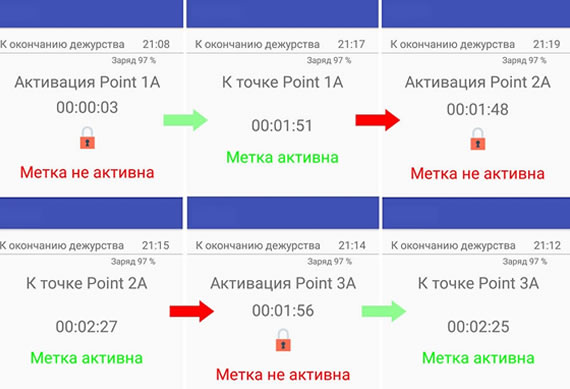 К окончанию дежурства 21:08
Заряд 97 %
Активация Point 1A
00:00:03
Метка не активна
К окончанию дежурства 21:17
Заряд 97 %
К точке Point 1A
00:01:51
Метка активна
К окончанию дежурства 21:19
Заряд 97 %
Активация Point 2A
00:01:48
Метка не активна
К окончанию дежурства 21:15
Заряд 97 %
К точке Point 2A
00:02:27
Метка активна
К окончанию дежурства 21:14
Заряд 97 %
Активация Point 3A
00:01:56
Метка не активна
К окончанию дежурства 21:12
Заряд 97 %
К точке Point 3A
00:02:25
Метка активна